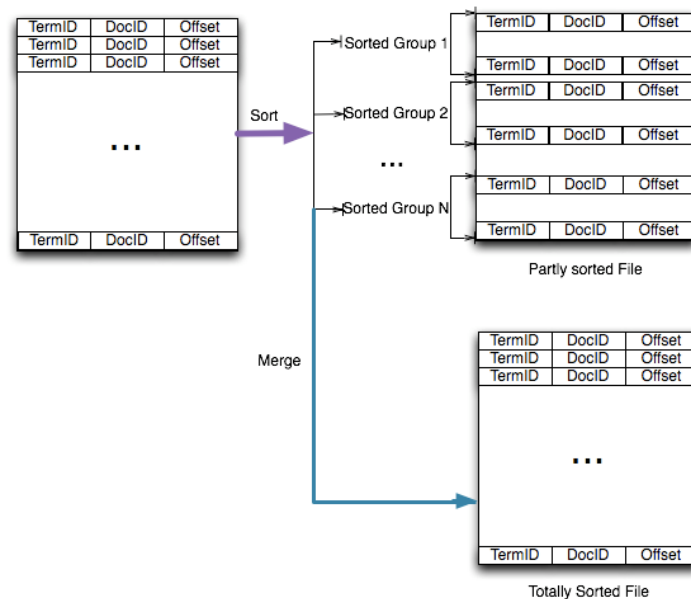 TermID DocID Offset
TermID DocID Offset
TermID DocID Offset
...
TermID DocID Offset
Sort
Sorted Group 1
Sorted Group 2
...
Sorted Group N
TermID DocID Offset
TermID DocID Offset
TermID DocID Offset
TermID DocID Offset
TermID DocID Offset
TermID DocID Offset
Partly sorted File
Merge
TermID DocID Offset
TermID DocID Offset
TermID DocID Offset
...
TermID DocID Offset
Totally Sorted File